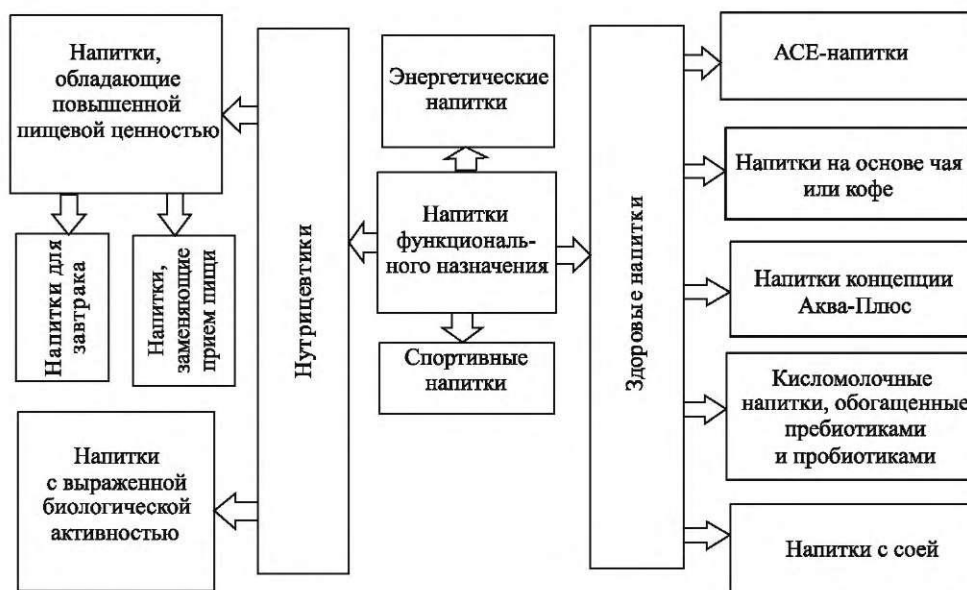 Напитки,
обладающие
повышенной
пищевой ценностью
Напитки для
завтрака
Напитки,
заменяющие
прием пищи
Напитки
с выраженной
биологической
активностью
Нутрицевтики
Энергетические
напитки
Напитки
функциональ-
ного назначения
Спортивные
напитки
Здоровые напитки
АСЕ-напитки
Напитки на основе чая
или кофе
Напитки концепции
Аква-Плюс
Кисломолочные
напитки, обогащенные
пребиотиками
и пробиотиками
Напитки с соей